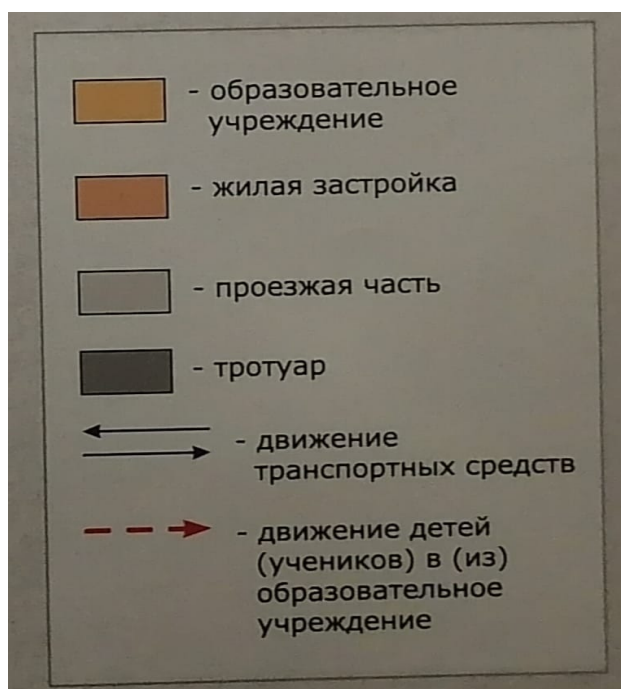 - образовательное
учреждение
- жилая застройка
- проезжая часть
- тротуар
- движение
транспортных средств
- движение детей
(учеников) в (из)
образовательное
учреждение